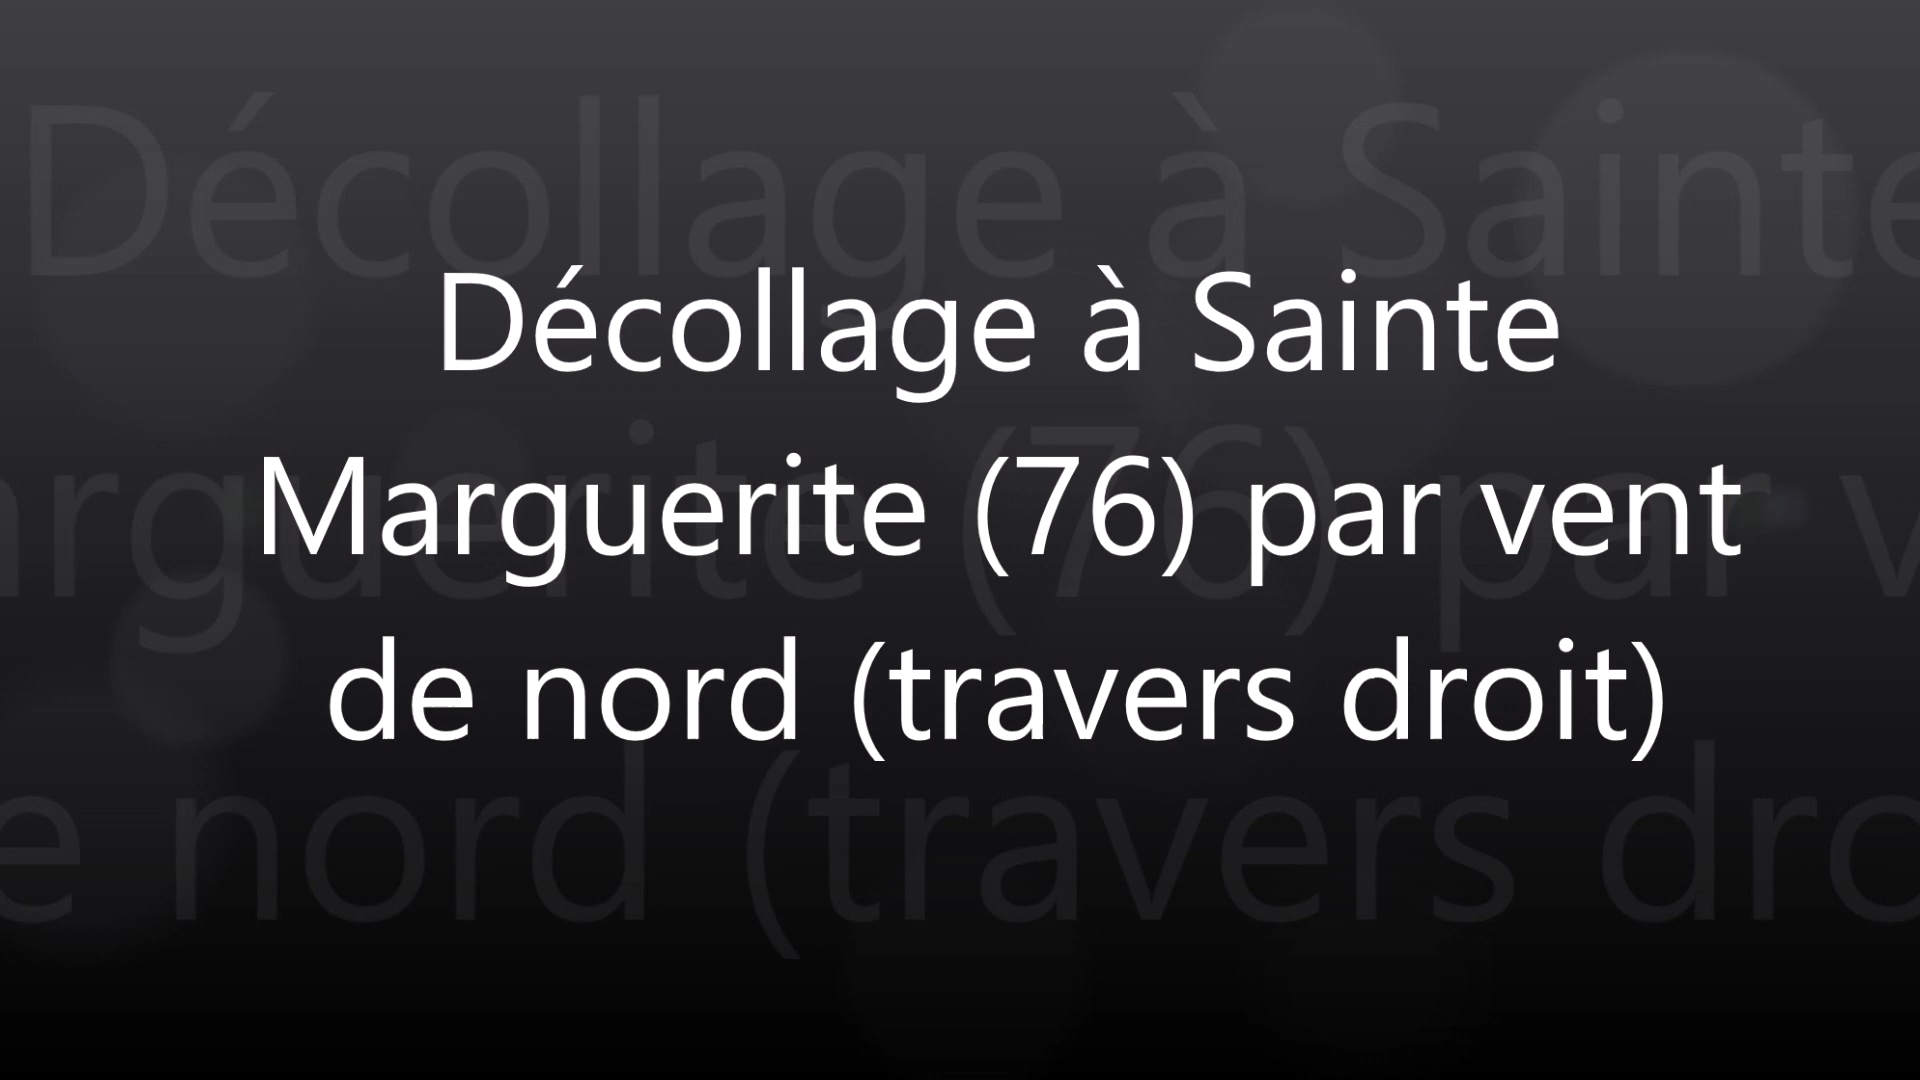 Décollage à Sainte
Marguerite (76) par vent
de nord (travers droit)